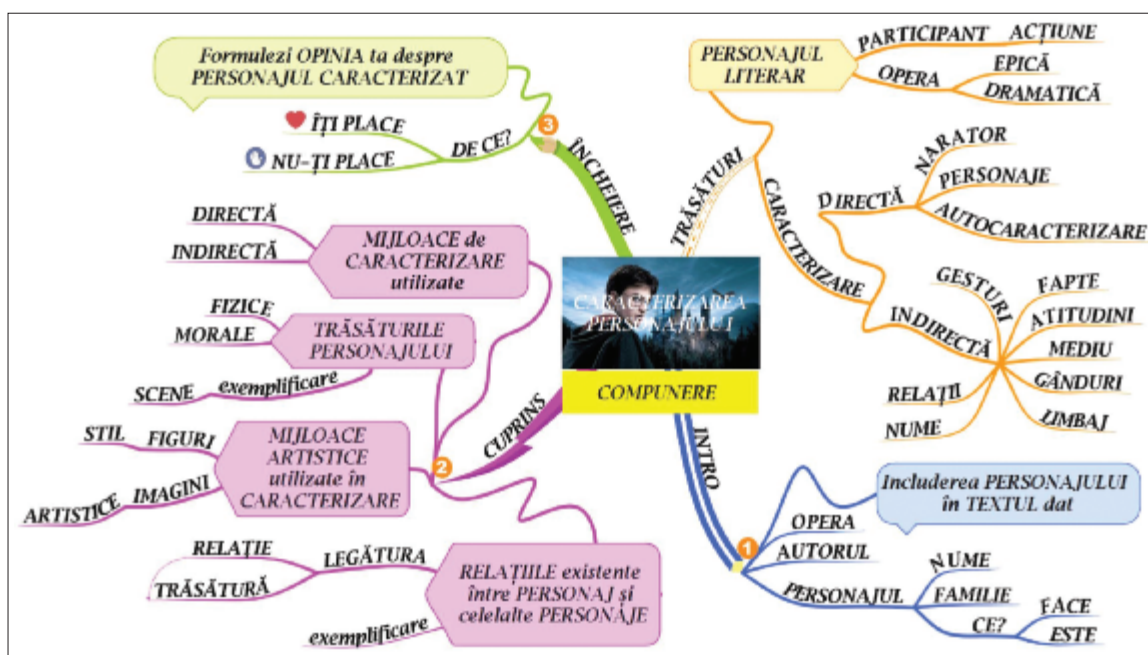 CARACTERIZAREA
PERSONAJULUI
COMPUNERE
TRĂSĂTURI
PERSONAJUL
LITERAR
PARTICIPANT
ACȚIUNE
OPERA
EPICĂ
DRAMATICĂ
CARACTERIZARE
DIRECTĂ
NARATOR
PERSONAJE
AUTOCARACTERIZARE
INDIRECTĂ
GESTURI
FAPTE
ATITUDINI
MEDIU
GÂNDURI
LIMBAJ
RELAȚII
NUME
INTRO
1
Includerea PERSONAJULUI
în TEXTUL dat
OPERA
AUTORUL
PERSONAJUL
NUME
FAMILIE
CE?
FACE
ESTE
CUPRINS
2
MIJLOACE de
CARACTERIZARE
utilizate
DIRECTĂ
INDIRECTĂ
TRĂSĂTURILE
PERSONAJULUI
FIZICE
MORALE
exemplificare
SCENE
MIJLOACE
ARTISTICE
utilizate în
CARACTERIZARE
FIGURI
STIL
IMAGINI
ARTISTICE
RELAȚIILE existente
între PERSONAJ și
celelalte PERSONAJE
LEGĂTURA
RELAȚIE
TRĂSĂTURĂ
exemplificare
ÎNCHEIERE
3
Formulezi OPINIA ta despre
PERSONAJUL CARACTERIZAT
DE CE?
ÎȚI PLACE
NU-ȚI PLACE